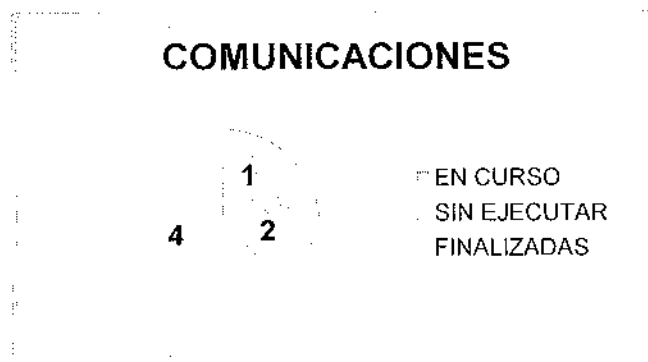 COMUNICACIONES
1
EN CURSO
SIN EJECUTAR
4
2
FINALIZADAS